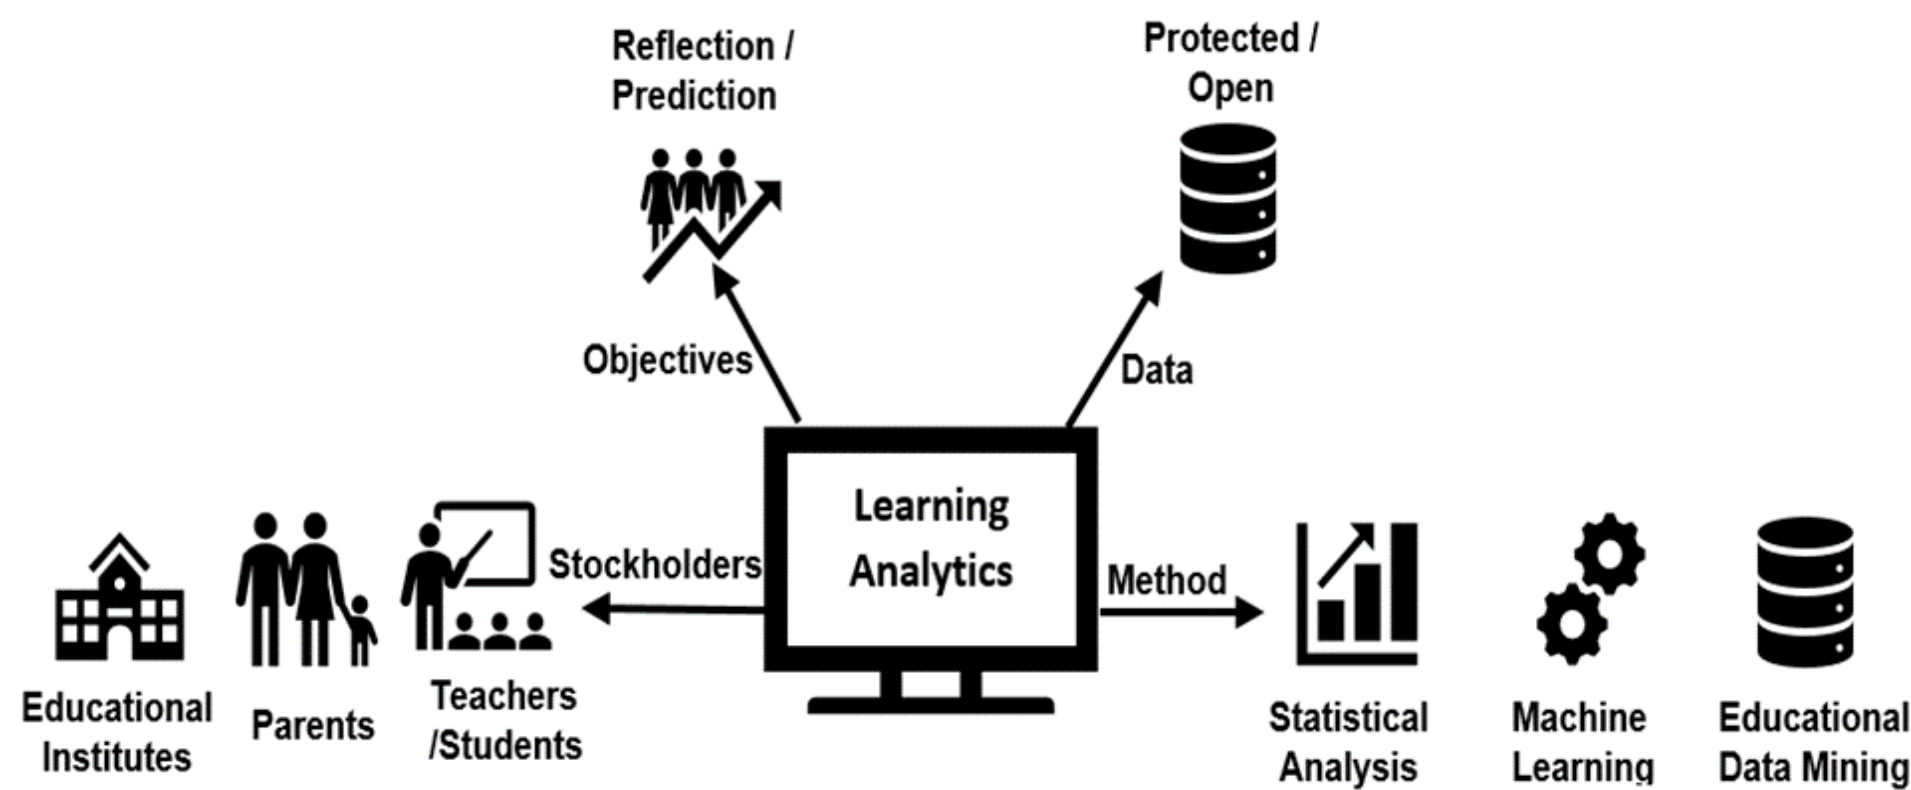 Reflection /
Prediction
Protected /
Open
Objectives
Data
Learning
Analytics
Stockholders
Method
Educational
Institutes
Parents
Teachers
/Students
Statistical
Analysis
Machine
Learning
Educational
Data Mining